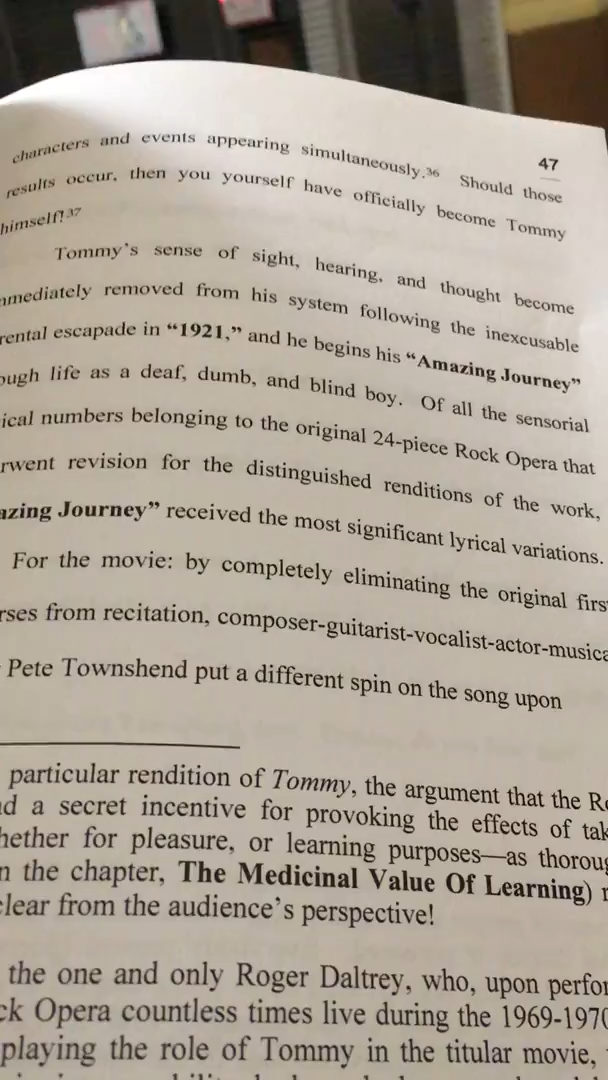 47
characters and events appearing simultaneously.36 Should those
results occur, then you yourself have officially become Tommy
himself!37
Tommy's sense of sight, hearing, and thought become
mmediately removed from his system following the inexcusable
rental escapade in “1921,” and he begins his “Amazing Journey”
ough life as a deaf, dumb, and blind boy. Of all the sensorial
ical numbers belonging to the original 24-piece Rock Opera that
rwent revision for the distinguished renditions of the work,
azing Journey” received the most significant lyrical variations.
For the movie: by completely eliminating the original firs
rses from recitation, composer-guitarist-vocalist-actor-musica
Pete Townshend put a different spin on the song upon
particular rendition of Tommy, the argument that the Ro
d a secret incentive for provoking the effects of tak
hether for pleasure, or learning purposes—as thoroug
n the chapter, The Medicinal Value Of Learning) r
clear from the audience's perspective!
the one and only Roger Daltrey, who, upon perfor
ck Opera countless times live during the 1969-1970
playing the role of Tommy in the titular movie,